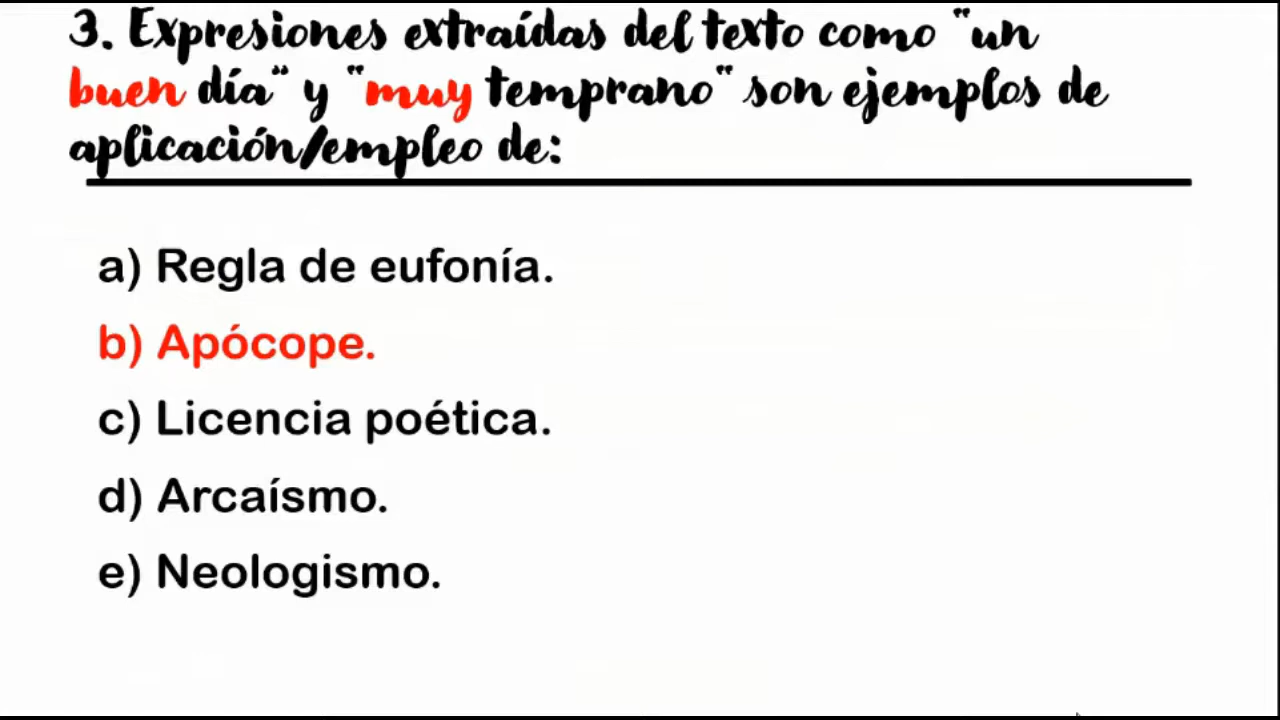 3. Expresiones extraídas del texto como "un
buen día" y "muy temprano" son ejemplos de
aplicación/empleo de:
a) Regla de eufonía.
b) Apócope.
c) Licencia poética.
d) Arcaísmo.
e) Neologismo.